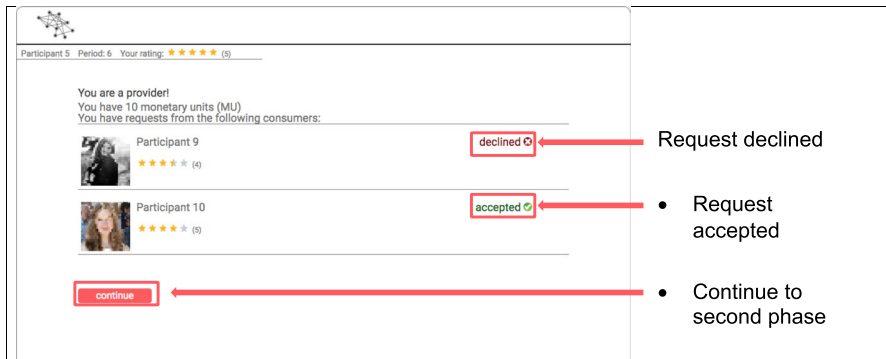 Participant 5 Period: 6 Your rating: ★ ★ ★ ★ ★ (5)
You are a provider!
You have 10 monetary units (MU)
You have requests from the following consumers:
Participant 9
declined
(4)
Request declined
Participant 10
accepted
(5)
• Request
accepted
continue
• Continue to
second phase